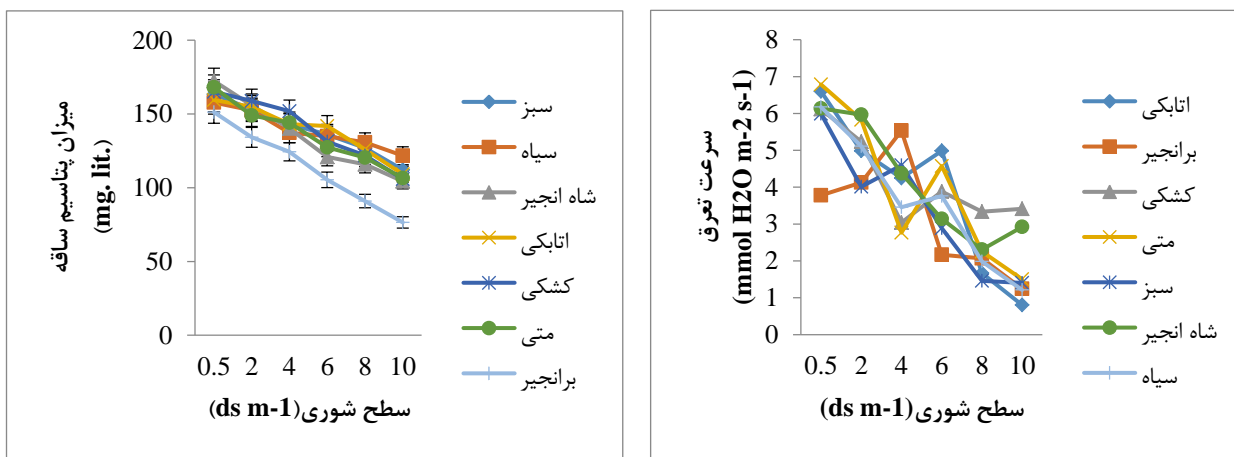 200
150
100
50
0
میزان پتاسیم ساقه
(mg. lit.)
0.5 2 4 6 8 10
سطح شوری(ds m-1)
سبز
سیاه
شاه انجیر
اتابکی
کشکی
متی
برانجیر
8
7
6
5
4
3
2
1
0
سرعت تعرق
(mmol H2O m-2 s-1)
0.5 2 4 6 8 10
سطح شوری(ds m-1)
اتابکی
برانجیر
کشکی
متی
سبز
شاه انجیر
سیاه